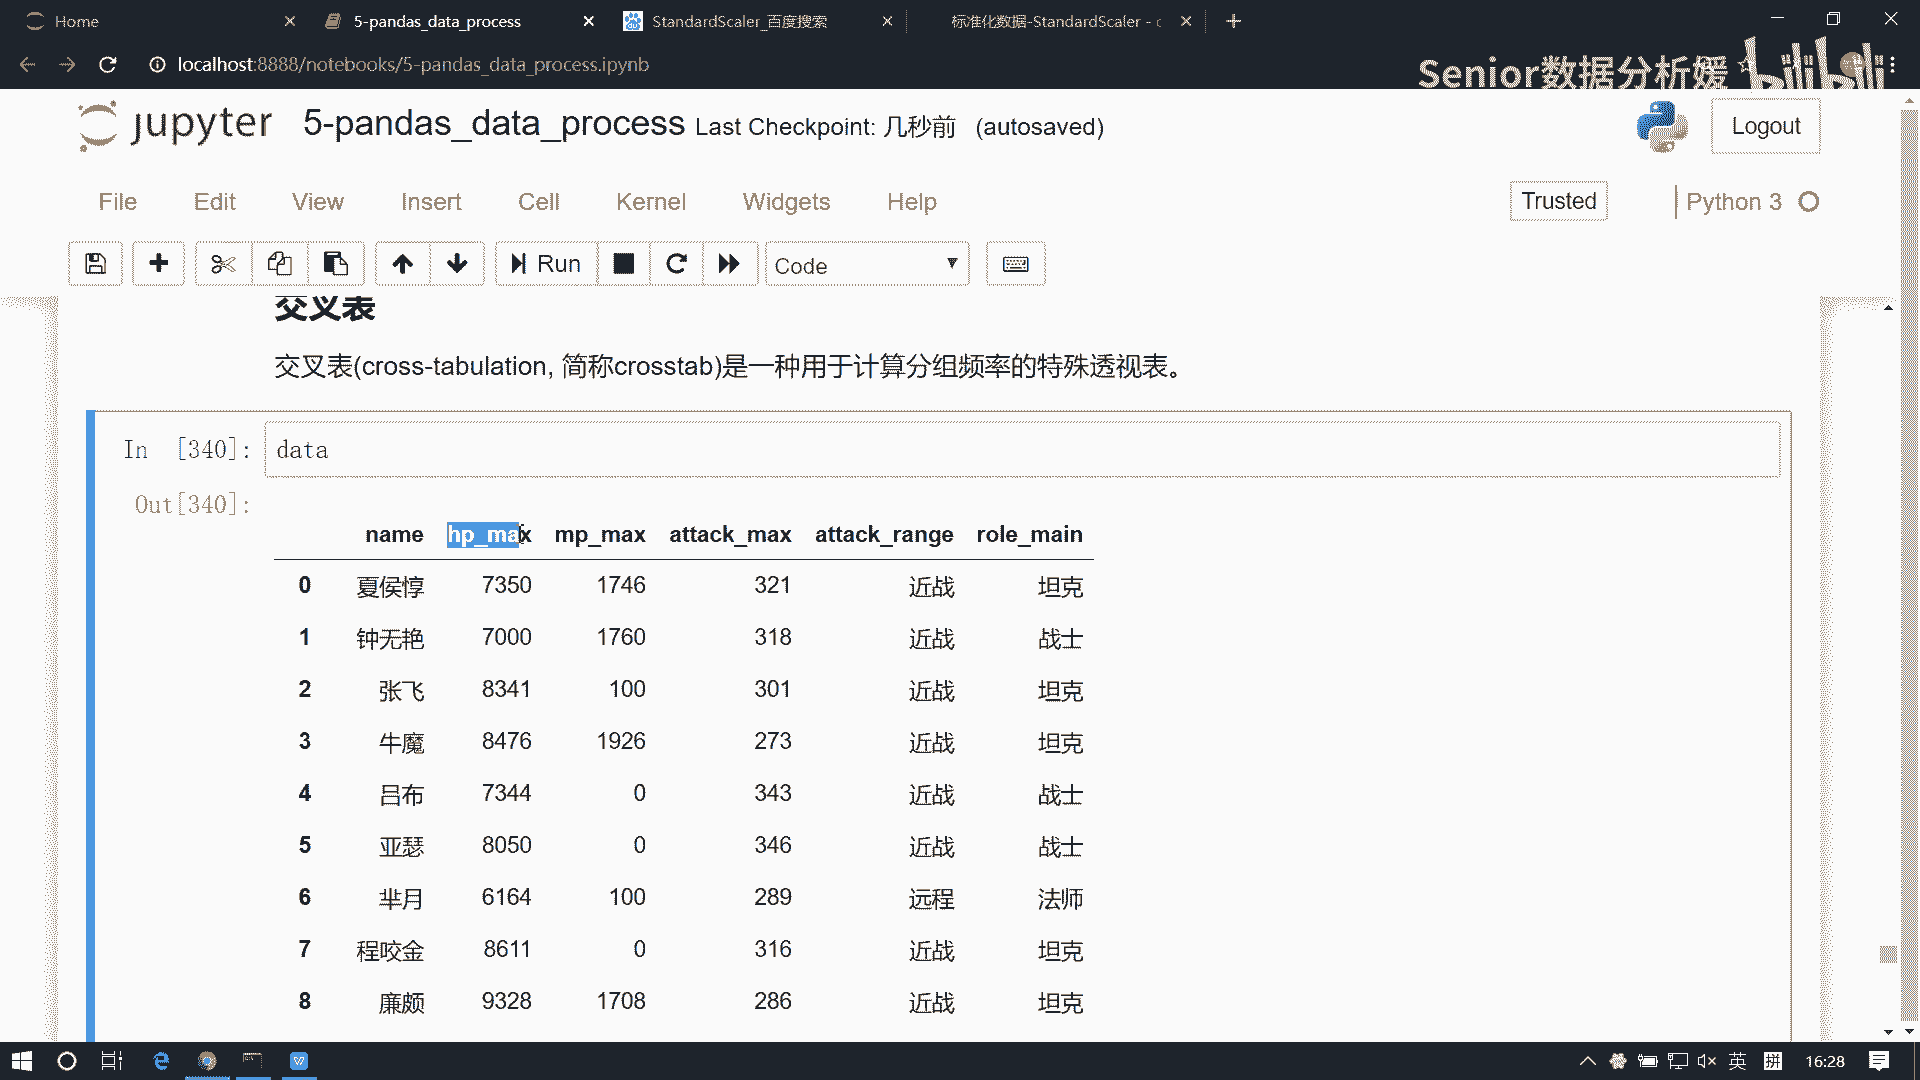 Home
5-pandas_data_process
StandardScaler_百度搜索
标准化数据-StandardScaler - c
localhost:8888/notebooks/5-pandas_data_process.ipynb
Senior数据分析媛
bilibili
jupyter 5-pandas_data_process Last Checkpoint: 几秒前 (autosaved)
Logout
File Edit View Insert Cell Kernel Widgets Help
Trusted
Python 3
Run
Code
交叉表
交叉表(cross-tabulation, 简称crosstab)是一种用于计算分组频率的特殊透视表。
In [340]: data
Out[340]:
name hp_max mp_max attack_max attack_range role_main
0 夏侯惇 7350 1746 321 近战 坦克
1 钟无艳 7000 1760 318 近战 战士
2 张飞 8341 100 301 近战 坦克
3 牛魔 8476 1926 273 近战 坦克
4 吕布 7344 0 343 近战 战士
5 亚瑟 8050 0 346 近战 战士
6 芈月 6164 100 289 远程 法师
7 程咬金 8611 0 316 近战 坦克
8 廉颇 9328 1708 286 近战 坦克
英
拼
16:28